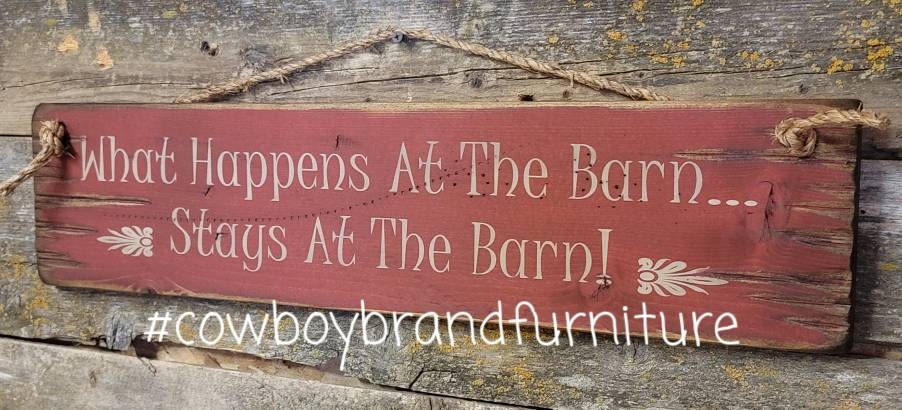 What Happens At The Barn...
Stays At The Barn!
#cowboybrandfurniture